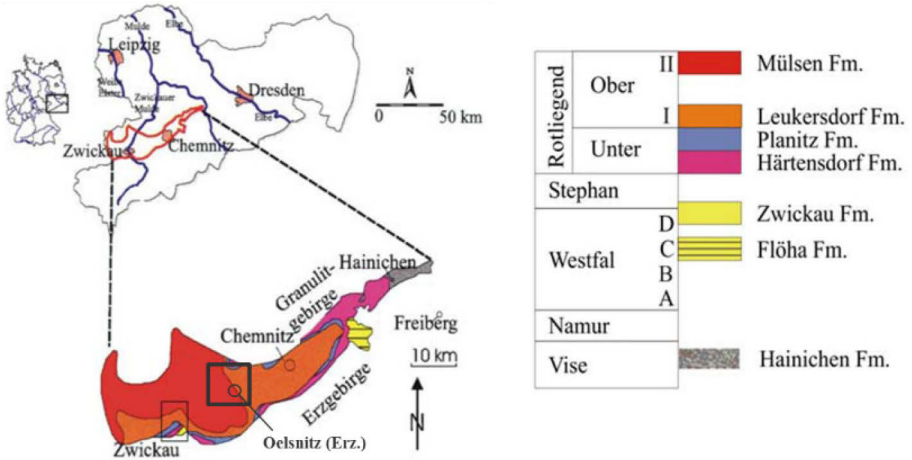 Mulde
Elbe
Leipzig
Weiße
Elster
Zwickauer
Mulde
Dresden
Elbe
N
50 km
Zwickau
Chemnitz
Hainichen
Granulit-
gebirge
Chemnitz
Freiberg
10 km
Erzgebirge
N
Oelsnitz (Erz.)
Zwickau
Rotliegend
Ober
II
Mülsen Fm.
I
Leukersdorf Fm.
Unter
Planitz Fm.
Härtensdorf Fm.
Stephan
Westfal
D
Zwickau Fm.
C
Flöha Fm.
B
A
Namur
Vise
Hainichen Fm.